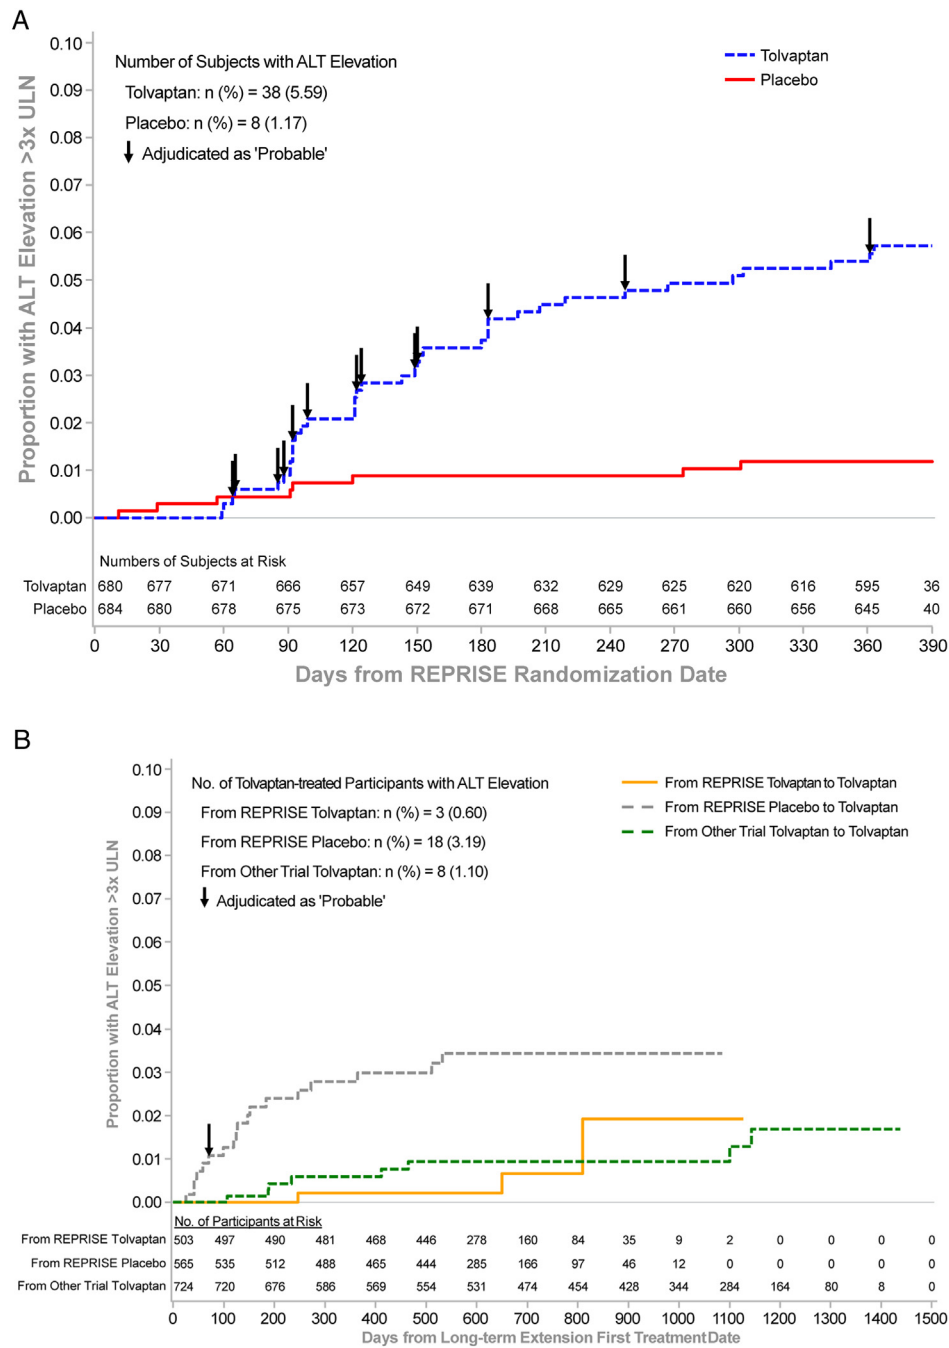 A
Number of Subjects with ALT Elevation
Tolvaptan: n (%) = 38 (5.59)
Placebo: n (%) = 8 (1.17)
Adjudicated as 'Probable'
Tolvaptan
Placebo
Proportion with ALT Elevation >3x ULN
0.10
0.09
0.08
0.07
0.06
0.05
0.04
0.03
0.02
0.01
0.00
Numbers of Subjects at Risk
Tolvaptan 680 677 671 666 657 649 639 632 629 625 620 616 595 36
Placebo 684 680 678 675 673 672 671 668 665 661 660 656 645 40
0 30 60 90 120 150 180 210 240 270 300 330 360 390
Days from REPRISE Randomization Date
B
No. of Tolvaptan-treated Participants with ALT Elevation
From REPRISE Tolvaptan: n (%) = 3 (0.60)
From REPRISE Placebo: n (%) = 18 (3.19)
From Other Trial Tolvaptan: n (%) = 8 (1.10)
Adjudicated as 'Probable'
From REPRISE Tolvaptan to Tolvaptan
From REPRISE Placebo to Tolvaptan
From Other Trial Tolvaptan to Tolvaptan
Proportion with ALT Elevation >3x ULN
0.10
0.09
0.08
0.07
0.06
0.05
0.04
0.03
0.02
0.01
0.00
No. of Participants at Risk
From REPRISE Tolvaptan 503 497 490 481 468 446 278 160 84 35 9 2 0 0 0 0
From REPRISE Placebo 565 535 512 488 465 444 285 166 97 46 12 0 0 0 0 0
From Other Trial Tolvaptan 724 720 676 586 569 554 531 474 454 428 344 284 164 80 8 0
0 100 200 300 400 500 600 700 800 900 1000 1100 1200 1300 1400 1500
Days from Long-term Extension First Treatment Date